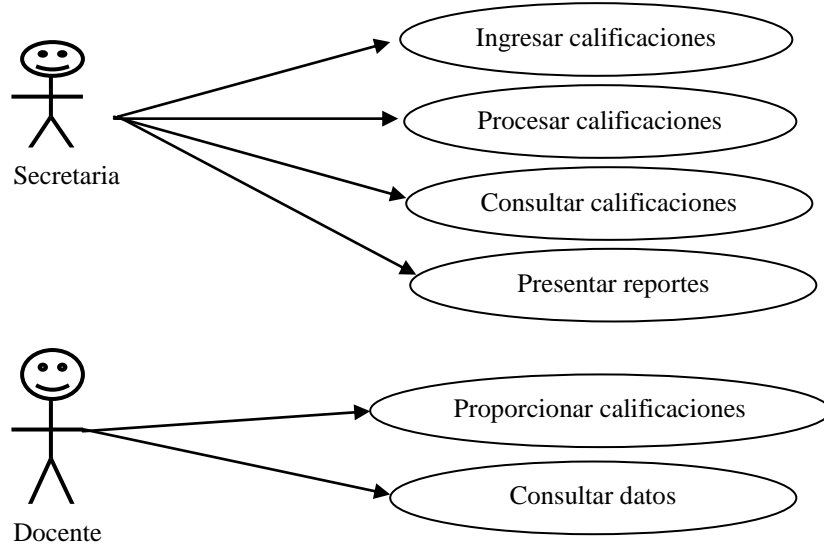 Ingresar calificaciones
Procesar calificaciones
Secretaria
Consultar calificaciones
Presentar reportes
Proporcionar calificaciones
Consultar datos
Docente